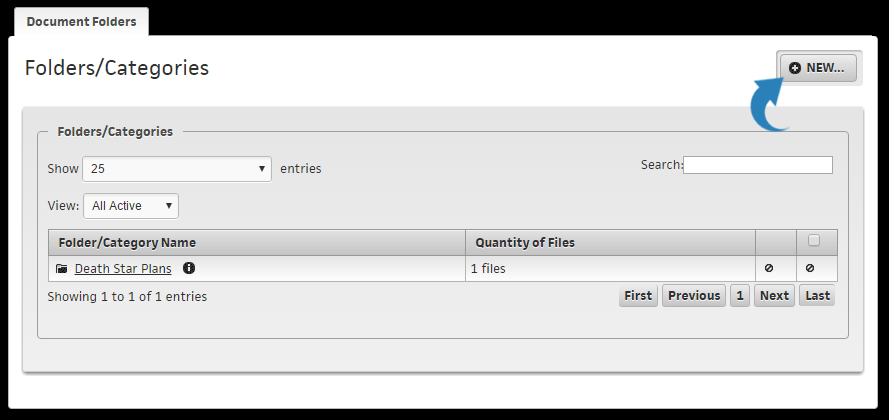 Document Folders
Folders/Categories
NEW...
Folders/Categories
Show 25 entries
Search:
View: All Active
Folder/Category Name Quantity of Files
Death Star Plans 1 files
Showing 1 to 1 of 1 entries
First Previous 1 Next Last